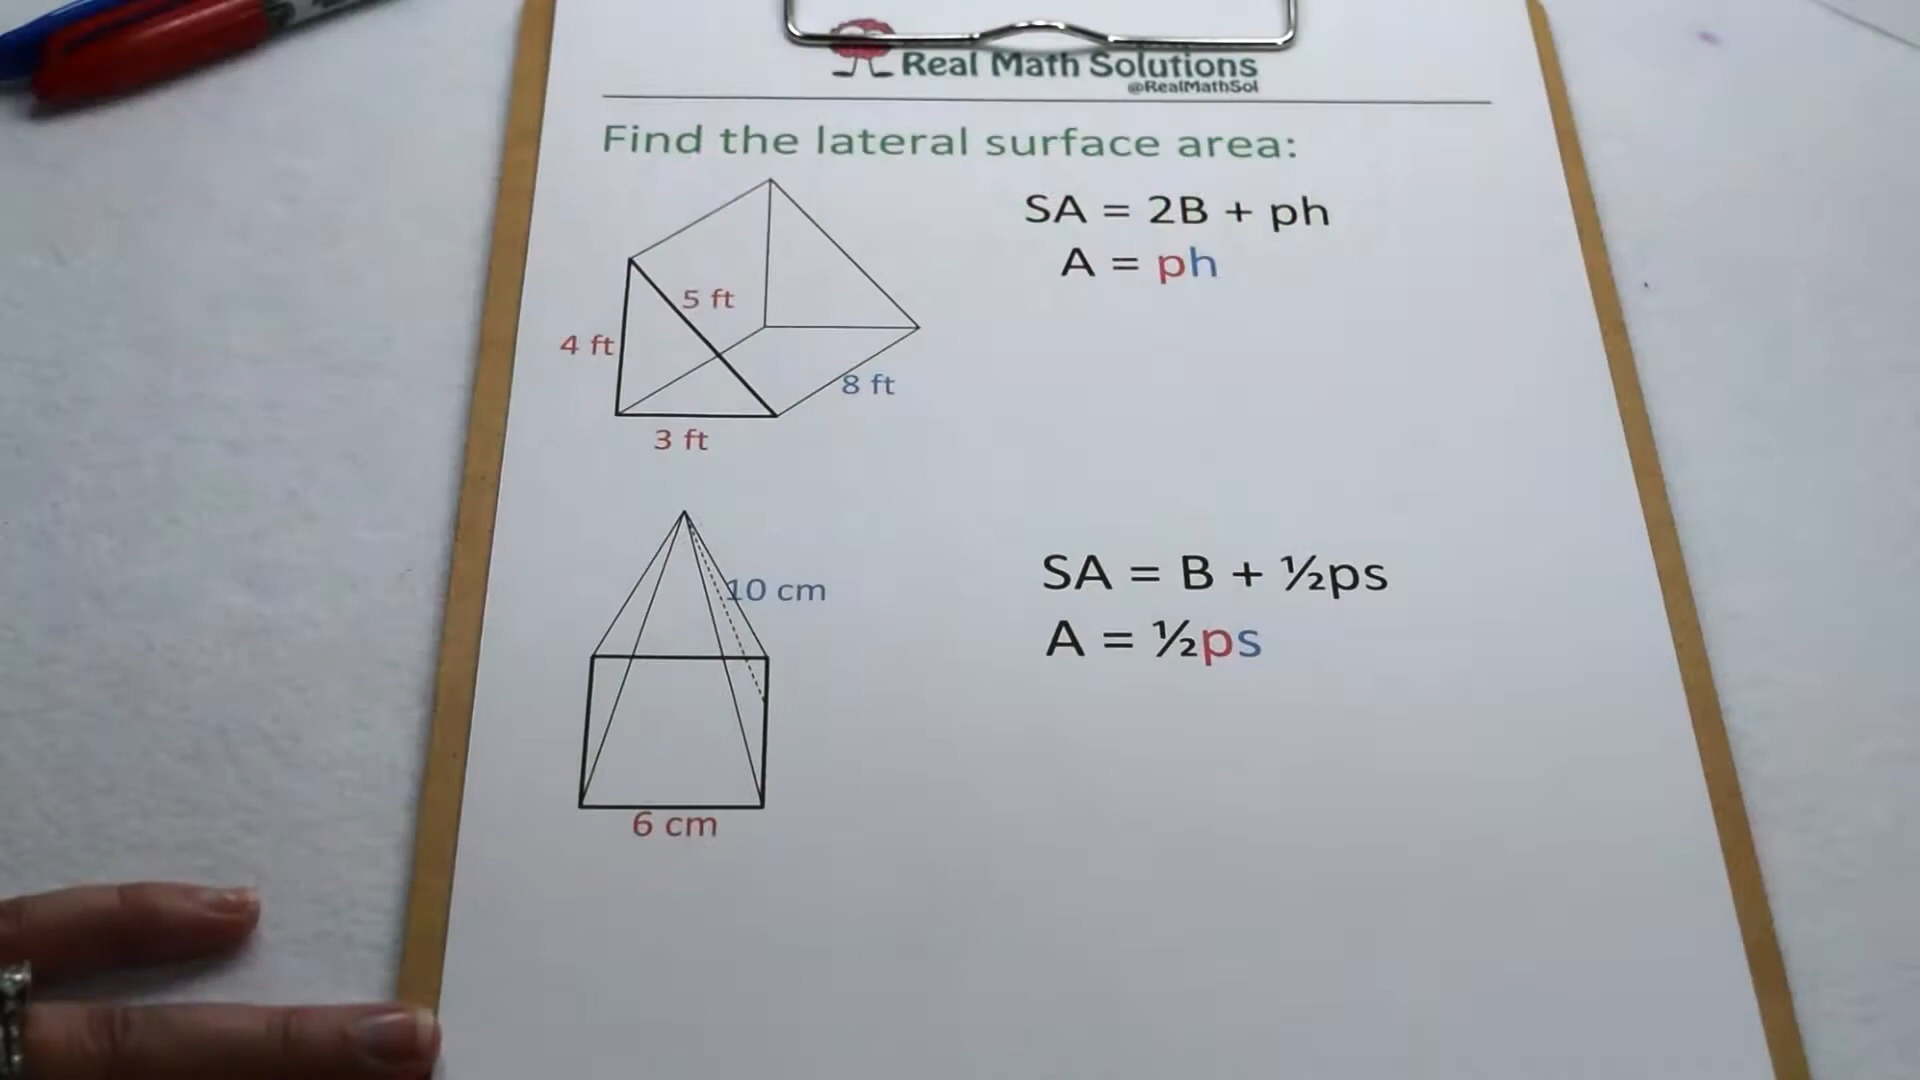 Real Math Solutions
@RealMathSol
Find the lateral surface area:
SA = 2B + ph
A = ph
5 ft
4 ft
8 ft
3 ft
10 cm
SA = B + ½ps
A = ½ps
6 cm